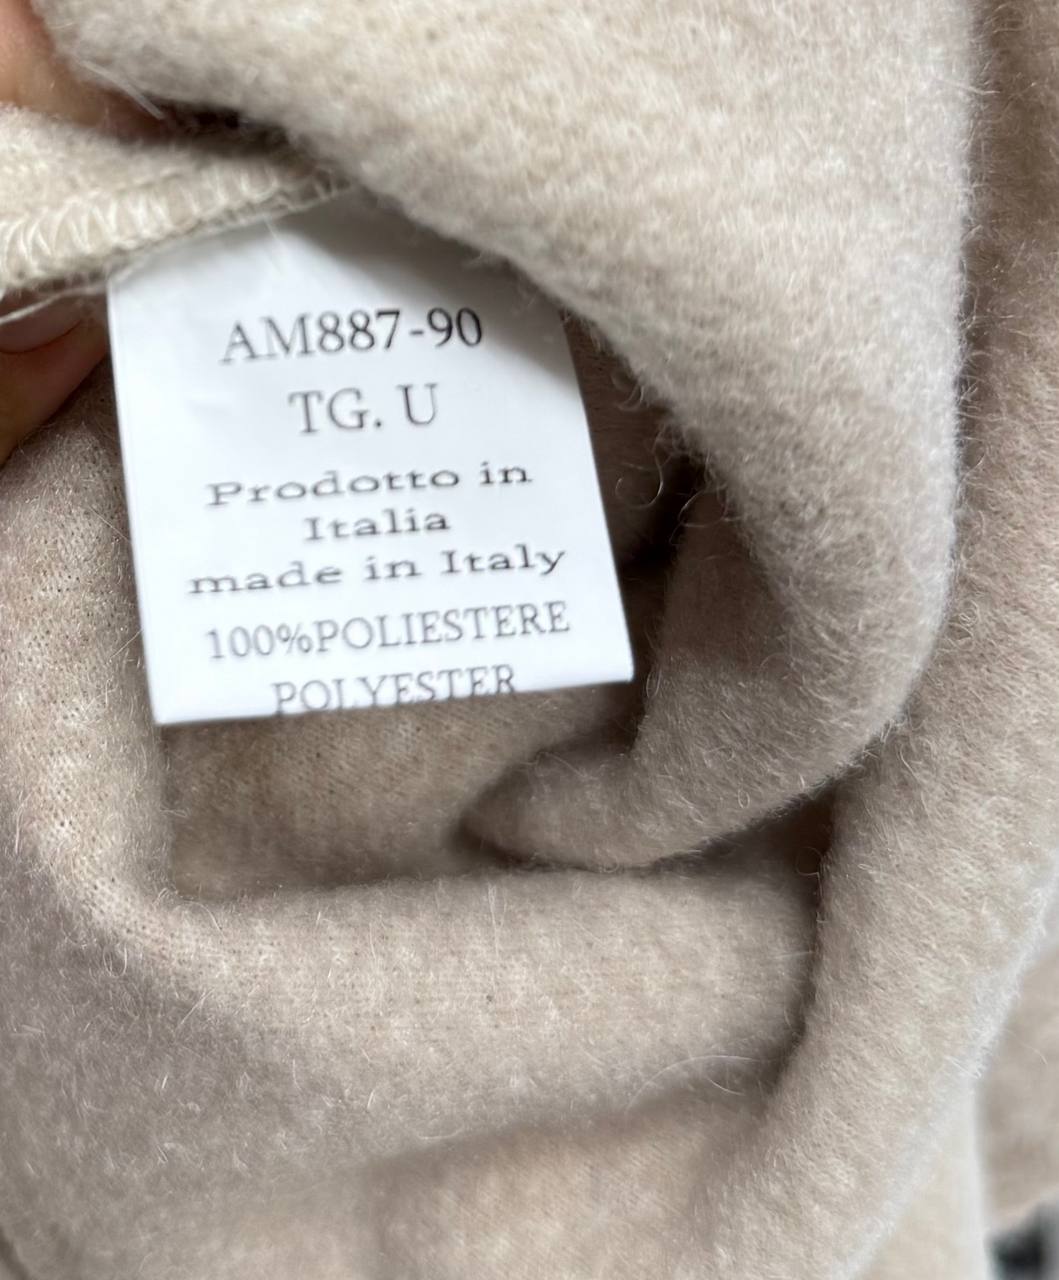 AM887-90
TG. U
Prodotto in
Italia
made in Italy
100%POLIESTERE
POLYESTER